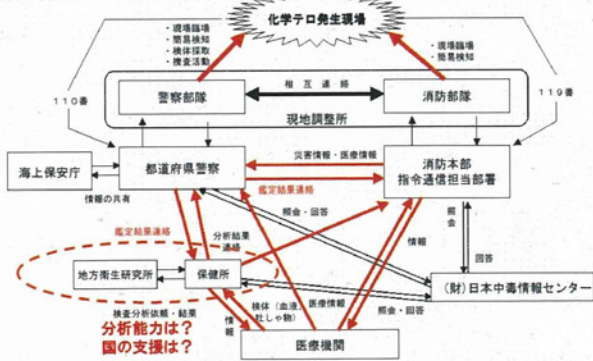 化学テロ発生現場
・現場臨場
・簡易検知
・検体採取
・捜査活動
・現場臨場
・簡易検知
110番
119番
警察部隊
相互連絡
消防部隊
現地調整所
海上保安庁
情報の共有
都道府県警察
災害情報・医療情報
鑑定結果連絡
消防本部
指令通信担当部署
鑑定結果連絡
分析結果
連絡
照会・回答
情報
照会
回答
地方衛生研究所
保健所
(財)日本中毒情報センター
検査分析依頼・結果
分析能力は?
国の支援は?
情報
検体(血液、
吐しゃ物)
医療情報
照会・回答
医療機関